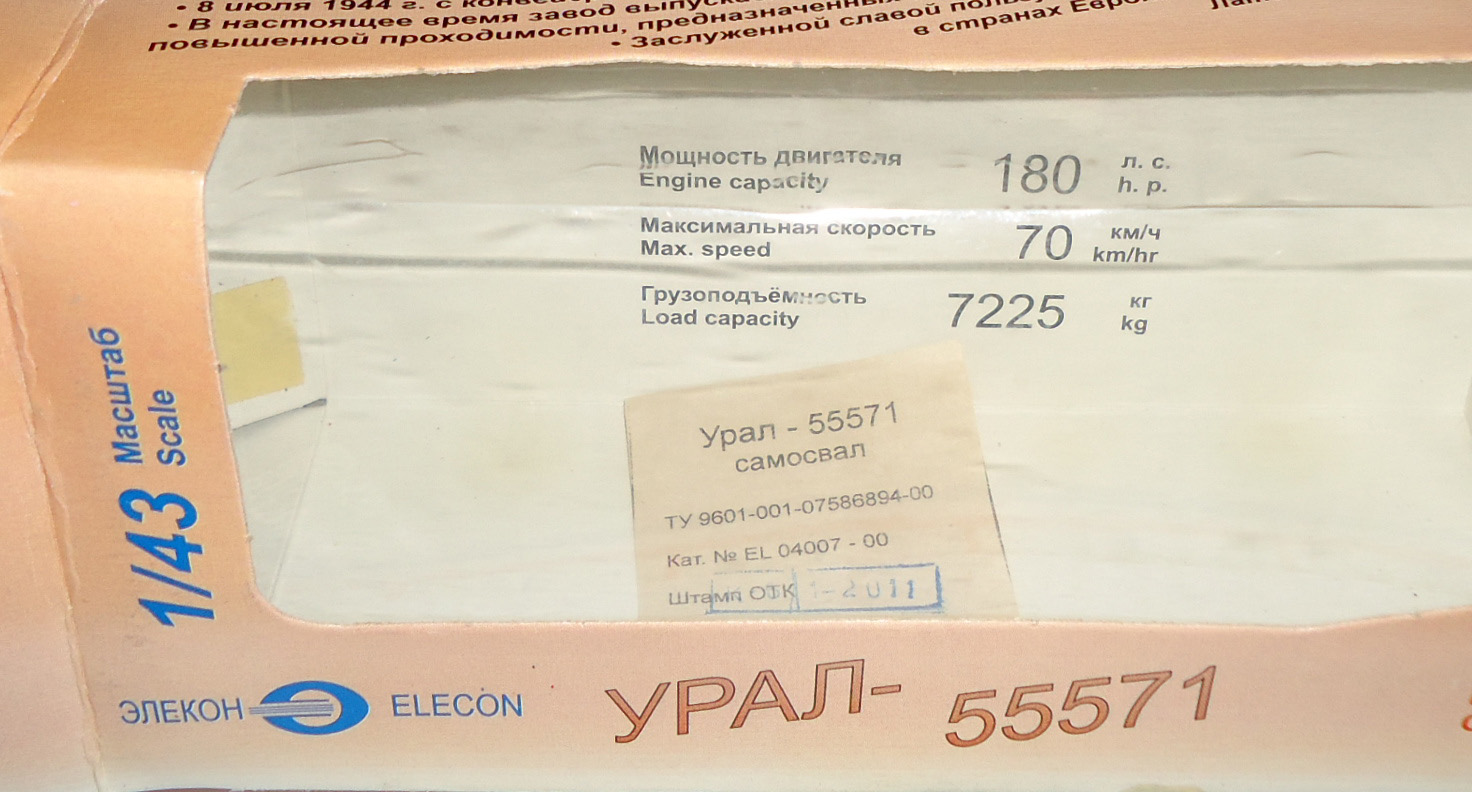 • 8 июля 1944 г. с
• В настоящее время завод
повышенной проходимости,
• Заслуженной славой
в странах
Мощность двигателя 180 л. с.
Engine capacity h. p.
Максимальная скорость 70 км/ч
Max. speed km/hr
Грузоподъёмность 7225 кг
Load capacity kg
Масштаб
Scale
1/43
Урал - 55571
самосвал
ТУ 9601-001-07586894-00
Кат. № EL 04007 - 00
Штамп ОТК 2011
ЭЛЕКОН ELECON
УРАЛ- 55571